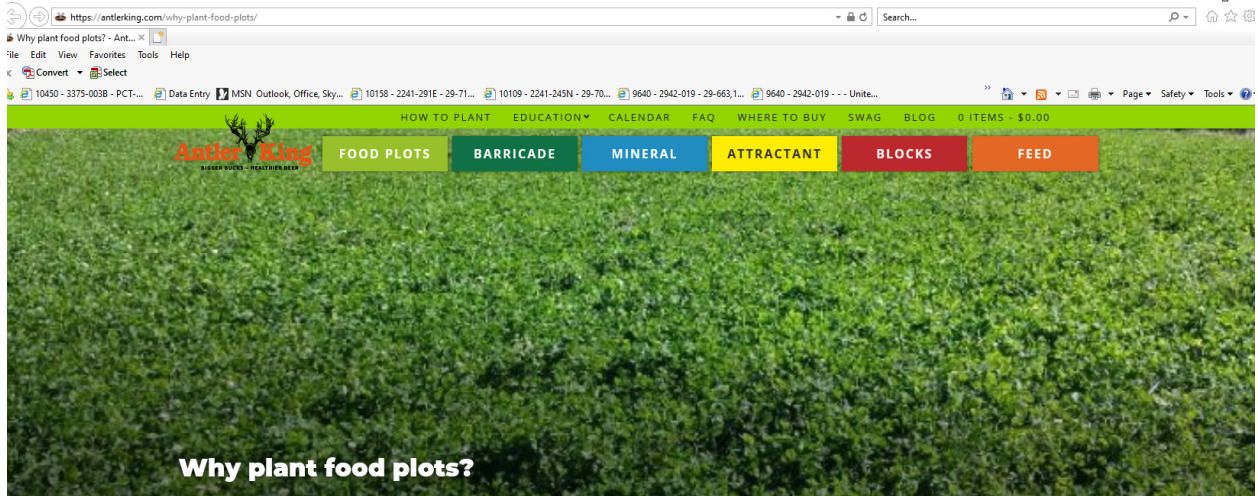 https://antlerking.com/why-plant-food-plots/ Search...
Why plant food plots? - Ant...
File Edit View Favorites Tools Help
x Convert Select
10450 - 3375-003B - PCT-... Data Entry MSN Outlook, Office, Sky... 10158 - 2241-291E - 29-71... 10109 - 2241-245N - 29-70... 9640 - 2942-019 - 29-663,1... 9640 - 2942-019 - - - Unite... » Page Safety Tools
HOW TO PLANT EDUCATION CALENDAR FAQ WHERE TO BUY SWAG BLOG 0 ITEMS - $0.00
Antler King FOOD PLOTS BARRICADE MINERAL ATTRACTANT BLOCKS FEED
BIGGER BUCKS - HEALTHIER DEER
Why plant food plots?